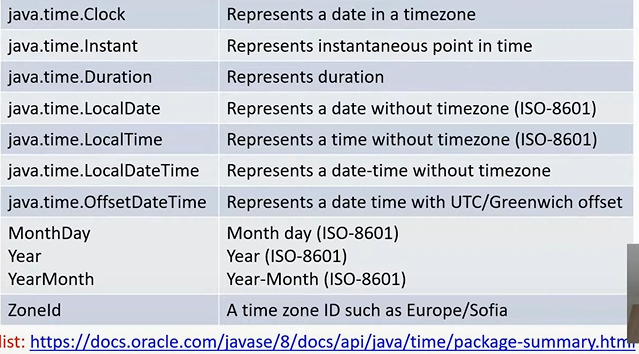 java.time.Clock Represents a date in a timezone
java.time.Instant Represents instantaneous point in time
java.time.Duration Represents duration
java.time.LocalDate Represents a date without timezone (ISO-8601)
java.time.LocalTime Represents a time without timezone (ISO-8601)
java.time.LocalDateTime Represents a date-time without timezone
java.time.OffsetDateTime Represents a date time with UTC/Greenwich offset
MonthDay Month day (ISO-8601)
Year Year (ISO-8601)
YearMonth Year-Month (ISO-8601)
ZoneId A time zone ID such as Europe/Sofia
list: https://docs.oracle.com/javase/8/docs/api/java/time/package-summary.html